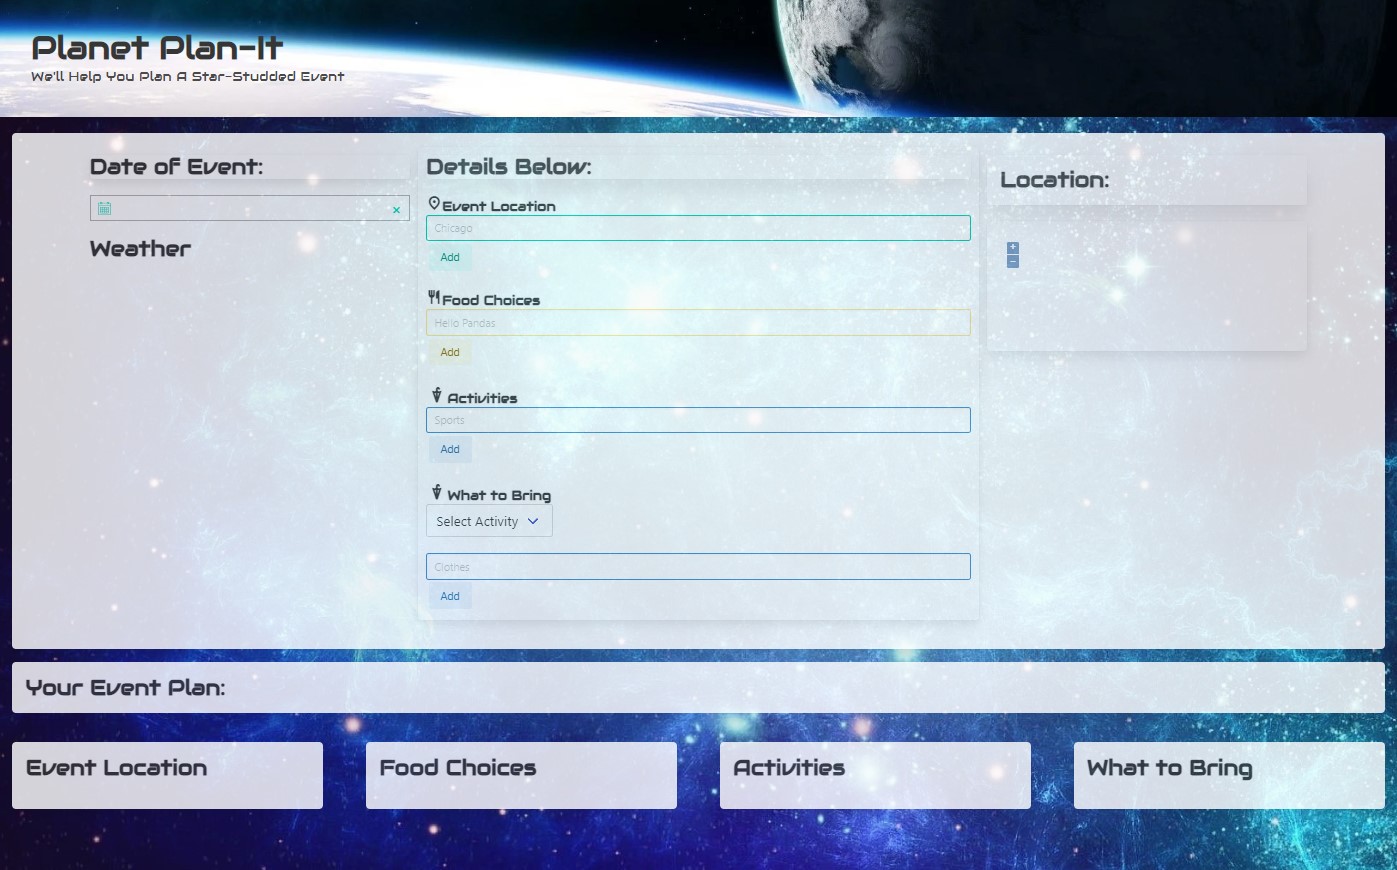 Planet Plan-It
We'll Help You Plan A Star-Studded Event
Date of Event:
×
Weather
Details Below:
Event Location
Chicago
Add
Food Choices
Hello Pandas
Add
Activities
Sports
Add
What to Bring
Select Activity
Clothes
Add
Location:
+
−
Your Event Plan:
Event Location
Food Choices
Activities
What to Bring